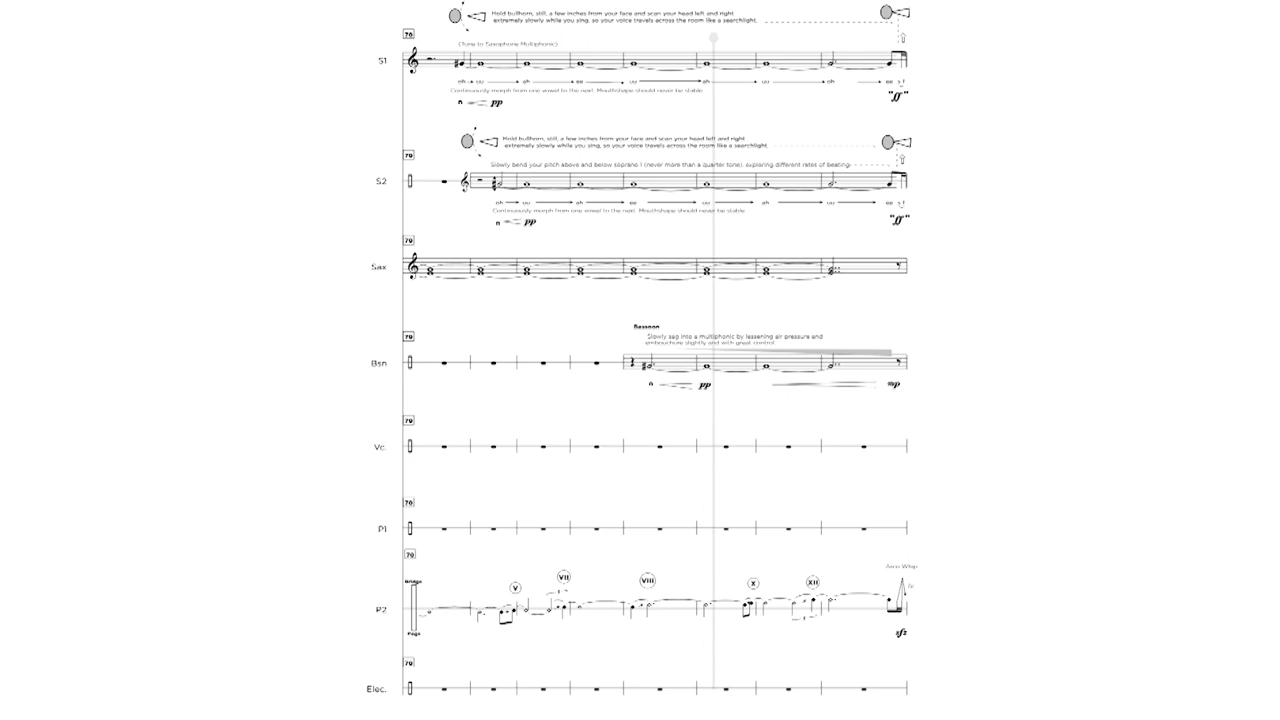 Hold bullhorn, still, a few inches from your face and scan your head left and right
extremely slowly while you sing, so your voice travels across the room like a searchlight.
70
(Tune to Saxophone Multiphonic)
S1
oh uu ah ee uu ah uu oh ee
Continuously morph from one vowel to the next. Mouthshape should never be stable.
n pp "ff"
Hold bullhorn, still, a few inches from your face and scan your head left and right
extremely slowly while you sing, so your voice travels across the room like a searchlight.
70
Slowly bend your pitch above and below soprano 1 (never more than a quarter tone), exploring different rates of beating.
S2
oh uu ah ee uu ah uu ee
Continuously morph from one vowel to the next. Mouthshape should never be stable.
n pp "ff"
70
Sax
Bassoon
70
Slowly sag into a multiphonic by lessening air pressure and
embouchure slightly and with great control.
Bsn
n pp mp
70
Vc.
70
P1
70
Arco Whip
Bridge
V VII VIII X XII
P2
Pegs
sfz
70
Elec.